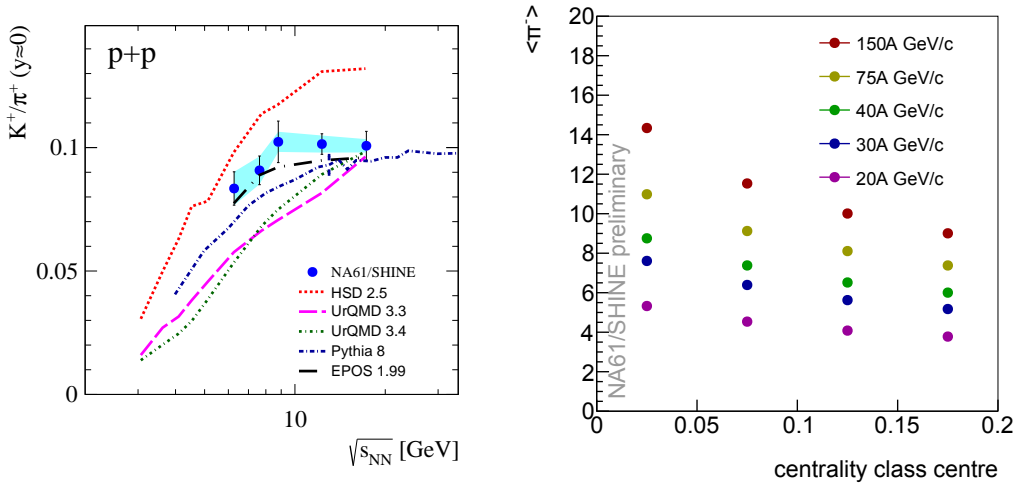 p+p
K⁺/π⁺ (y≈0)
0.1
0.05
0
10
√s_NN [GeV]
NA61/SHINE
HSD 2.5
UrQMD 3.3
UrQMD 3.4
Pythia 8
EPOS 1.99
<π⁻>
20
18
16
14
12
10
8
6
4
2
0
0
0.05
0.1
0.15
0.2
centrality class centre
150A GeV/c
75A GeV/c
40A GeV/c
30A GeV/c
20A GeV/c
NA61/SHINE preliminary